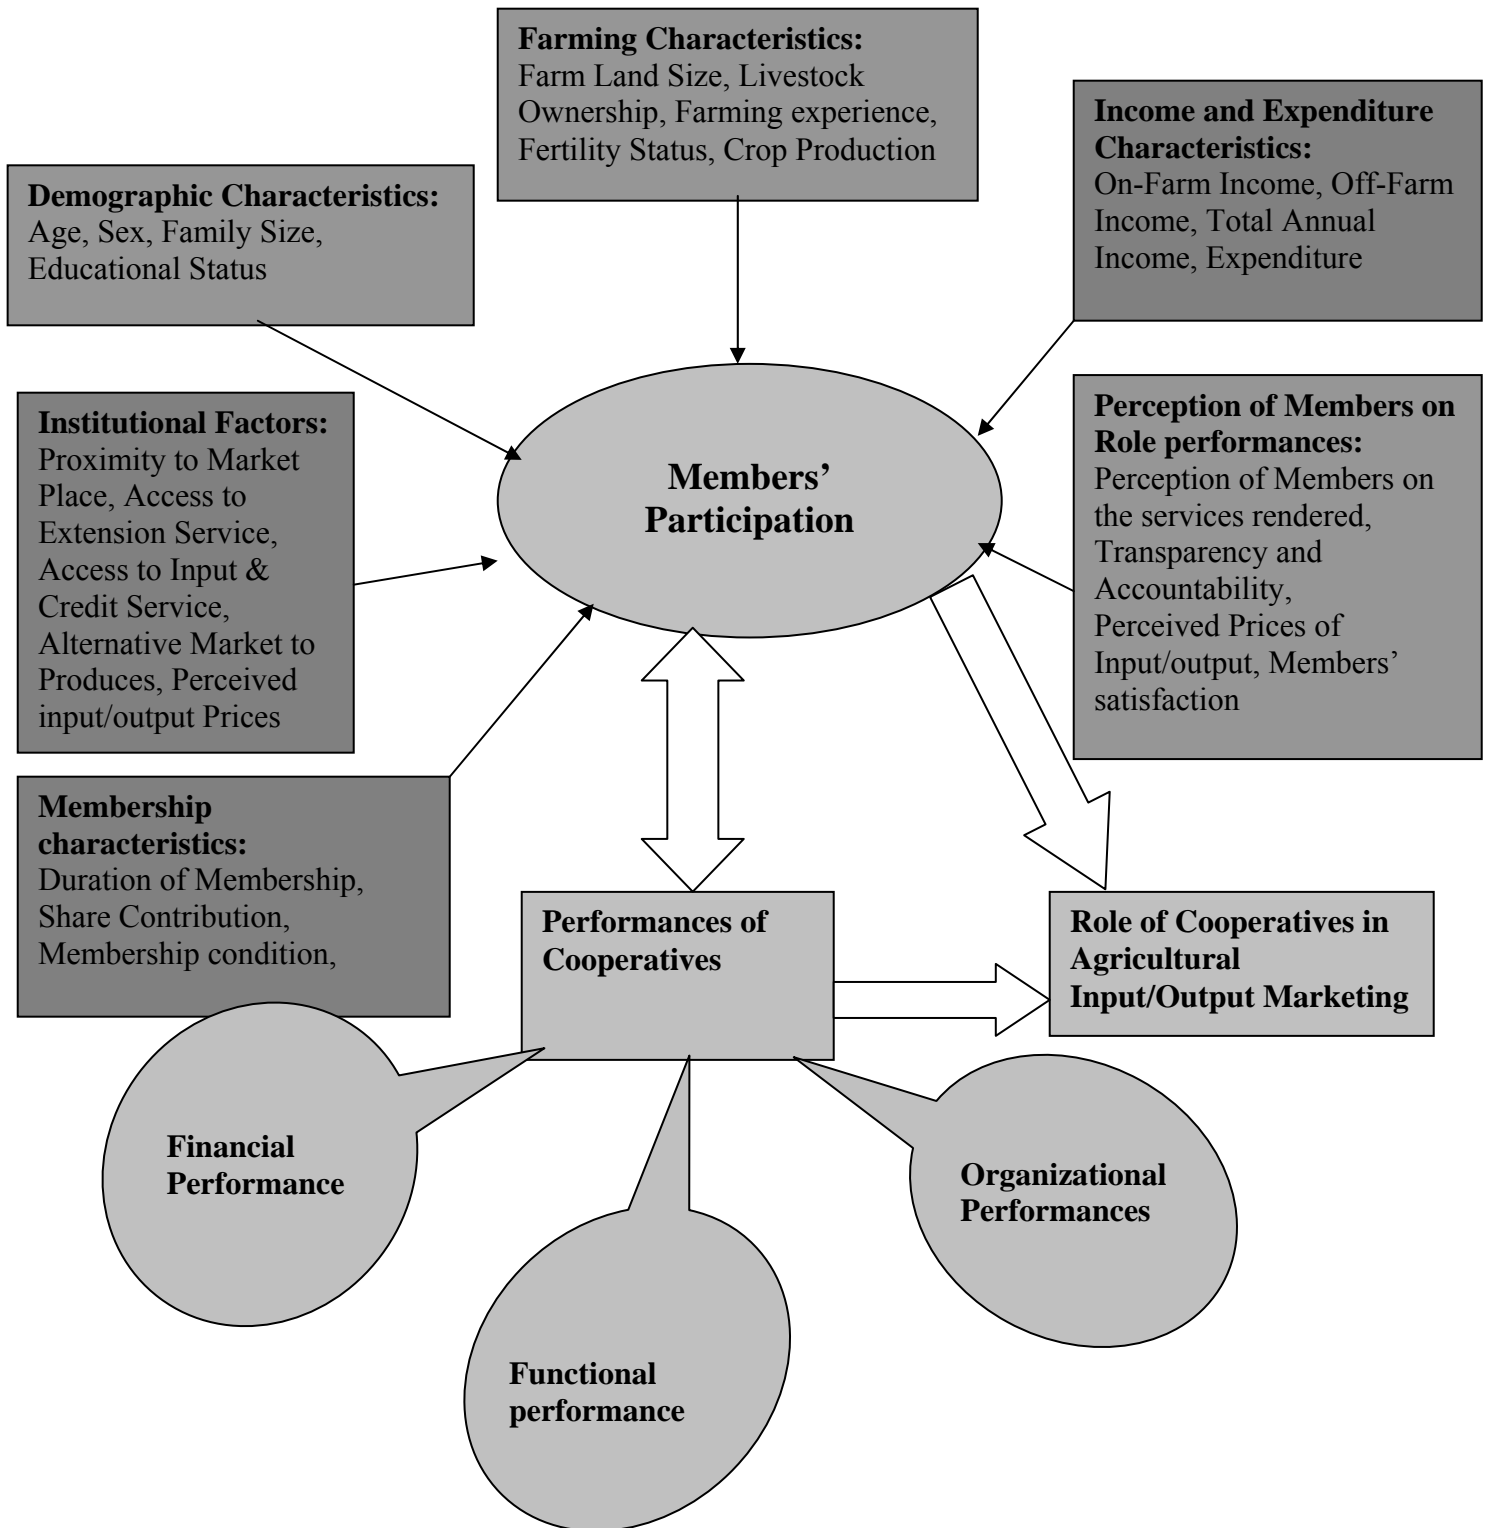 Farming Characteristics:
Farm Land Size, Livestock
Ownership, Farming experience,
Fertility Status, Crop Production
Income and Expenditure
Characteristics:
On-Farm Income, Off-Farm
Income, Total Annual
Income, Expenditure
Demographic Characteristics:
Age, Sex, Family Size,
Educational Status
Institutional Factors:
Proximity to Market
Place, Access to
Extension Service,
Access to Input &
Credit Service,
Alternative Market to
Produces, Perceived
input/output Prices
Members’
Participation
Perception of Members on
Role performances:
Perception of Members on
the services rendered,
Transparency and
Accountability,
Perceived Prices of
Input/output, Members’
satisfaction
Membership
characteristics:
Duration of Membership,
Share Contribution,
Membership condition,
Performances of
Cooperatives
Role of Cooperatives in
Agricultural
Input/Output Marketing
Financial
Performance
Functional
performance
Organizational
Performances